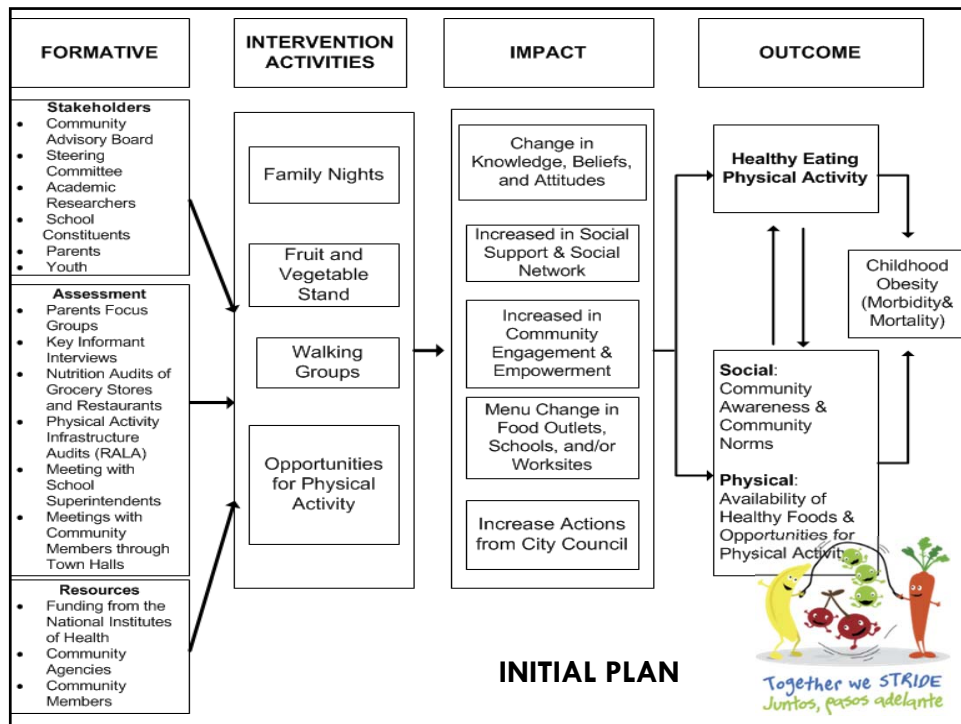 FORMATIVE
INTERVENTION
ACTIVITIES
IMPACT
OUTCOME
Stakeholders
• Community
Advisory Board
• Steering
Committee
• Academic
Researchers
• School
Constituents
• Parents
• Youth
Assessment
• Parents Focus
Groups
• Key Informant
Interviews
• Nutrition Audits of
Grocery Stores
and Restaurants
• Physical Activity
Infrastructure
Audits (RALA)
• Meeting with
School
Superintendents
• Meetings with
Community
Members through
Town Halls
Resources
• Funding from the
National Institutes
of Health
• Community
Agencies
• Community
Members
Family Nights
Fruit and
Vegetable
Stand
Walking
Groups
Opportunities
for Physical
Activity
Change in
Knowledge, Beliefs,
and Attitudes
Increased in Social
Support & Social
Network
Increased in
Community
Engagement &
Empowerment
Menu Change in
Food Outlets,
Schools, and/or
Worksites
Increase Actions
from City Council
Healthy Eating
Physical Activity
Childhood
Obesity
(Morbidity&
Mortality)
Social:
Community
Awareness &
Community
Norms
Physical:
Availability of
Healthy Foods &
Opportunities for
Physical Activity
INITIAL PLAN
Together we STRIDE
Juntos, pasos adelante